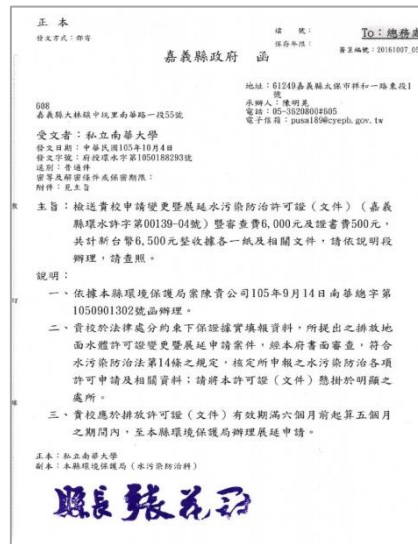 正 本
發文方式：郵寄
檔 號：
保存年限：
To：總務處
簽呈編號：20161007_05
嘉義縣政府 函
地址：61249嘉義縣太保市祥和一路東段1
號
承辦人：陳明堯
電話：05-3620800#605
電子信箱：pusa189@cyepb.gov.tw
608
嘉義縣大林鎮中坑里南華路一段55號
受文者：私立南華大學
發文日期：中華民國105年10月4日
發文字號：府授環水字第1050188293號
速別：普通件
密等及解密條件或保密期限：
附件：見主旨
主旨：檢送貴校申請變更暨展延水污染防治許可證（文件）（嘉義
縣環水許字第00139-04號）暨審查費6,000元及證書費500元，
共計新台幣6,500元整收據各一紙及相關文件，請依說明段
辦理，請查照。
說明：
一、依據本縣環境保護局案陳貴公司105年9月14日南華總字第
1050901302號函辦理。
二、貴校於法律處分約束下保證據實填報資料，所提出之排放地
面水體許可證變更暨展延申請案件，經本府書面審查，符合
水污染防治法第14條之規定，核定所申報之水污染防治各項
許可申請及相關資料；請將本許可證（文件）懸掛於明顯之
處所。
三、貴校應於排放許可證（文件）有效期滿六個月前起算五個月
之期間內，至本縣環境保護局辦理展延申請。
裝
訂
線
正本：私立南華大學
副本：本縣環境保護局（水污染防治科）
縣長 張花冠